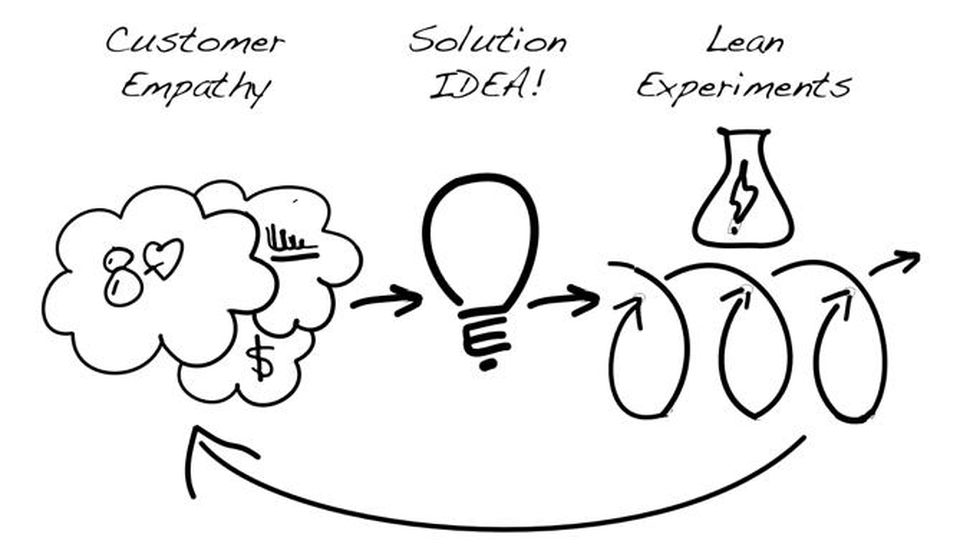 Customer
Empathy
Solution
IDEA!
Lean
Experiments
$